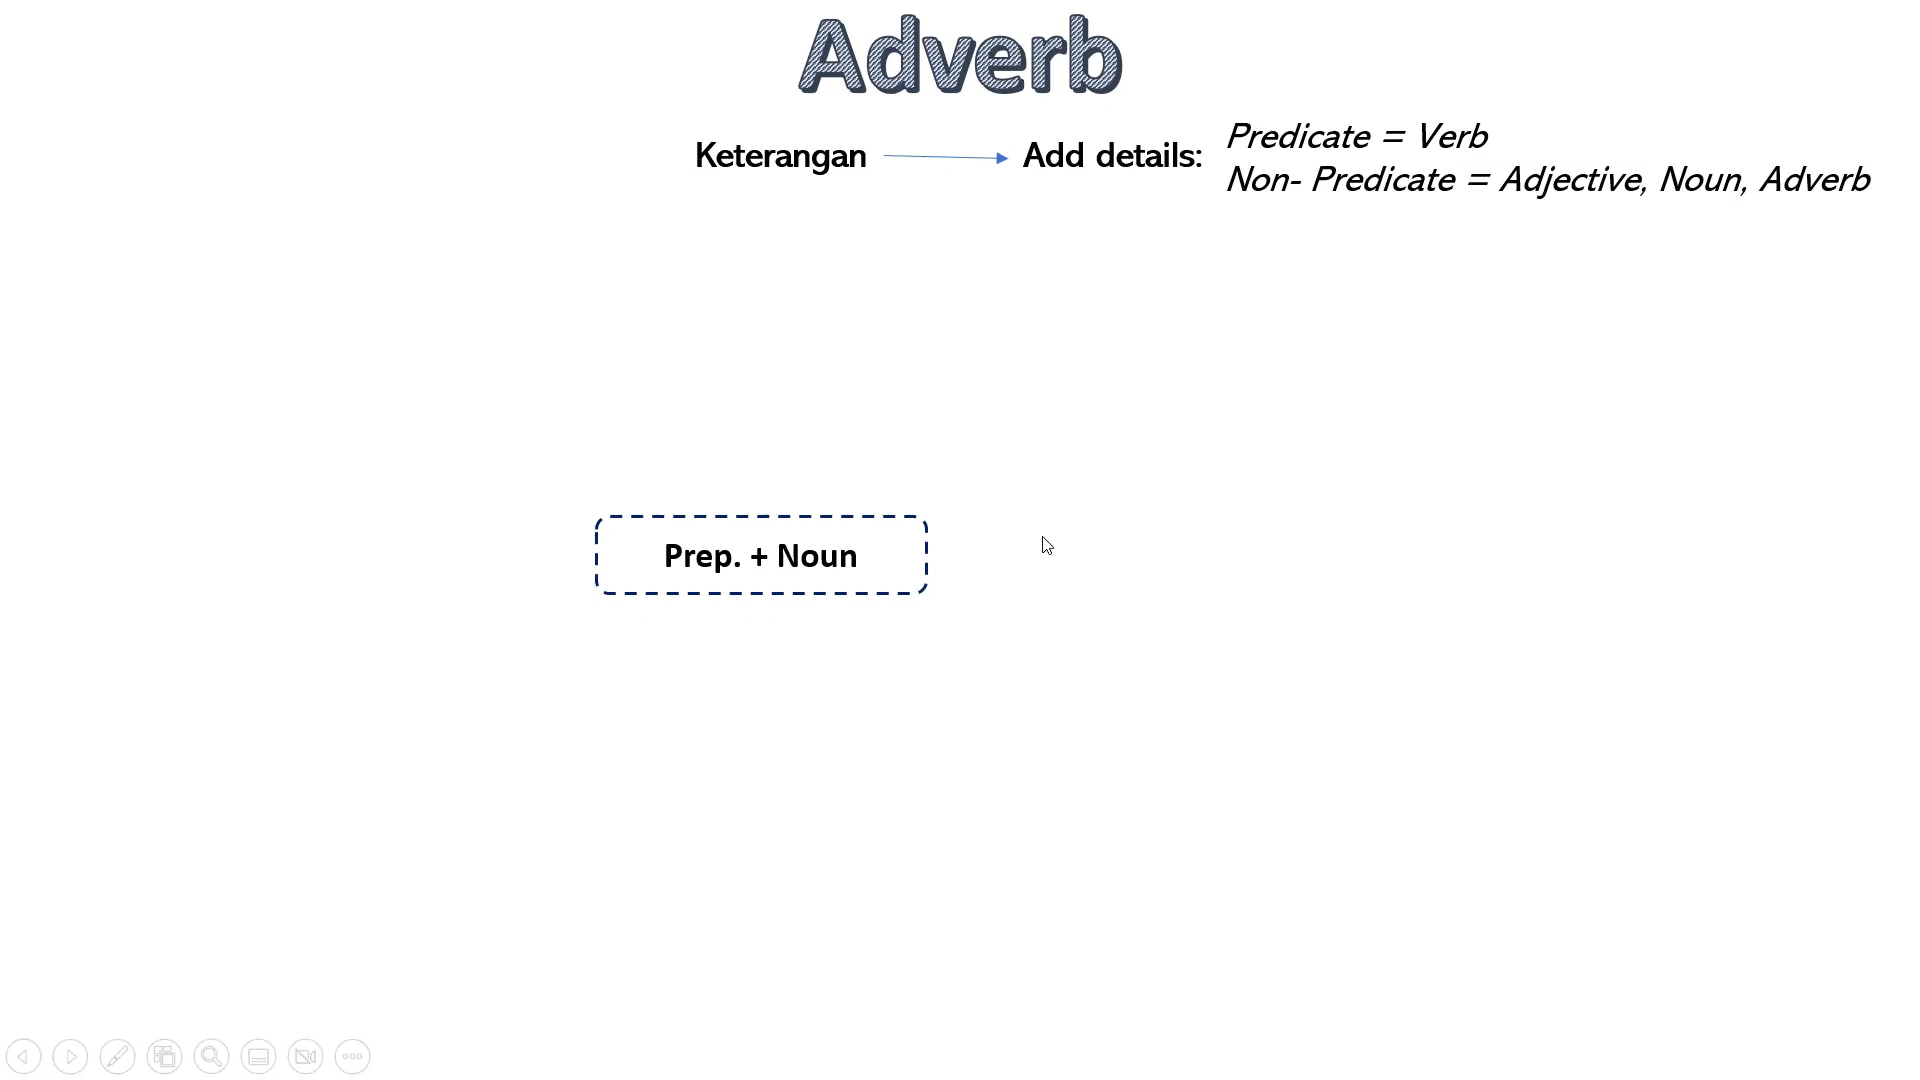 Adverb
Keterangan
Add details:
Predicate = Verb
Non- Predicate = Adjective, Noun, Adverb
Prep. + Noun